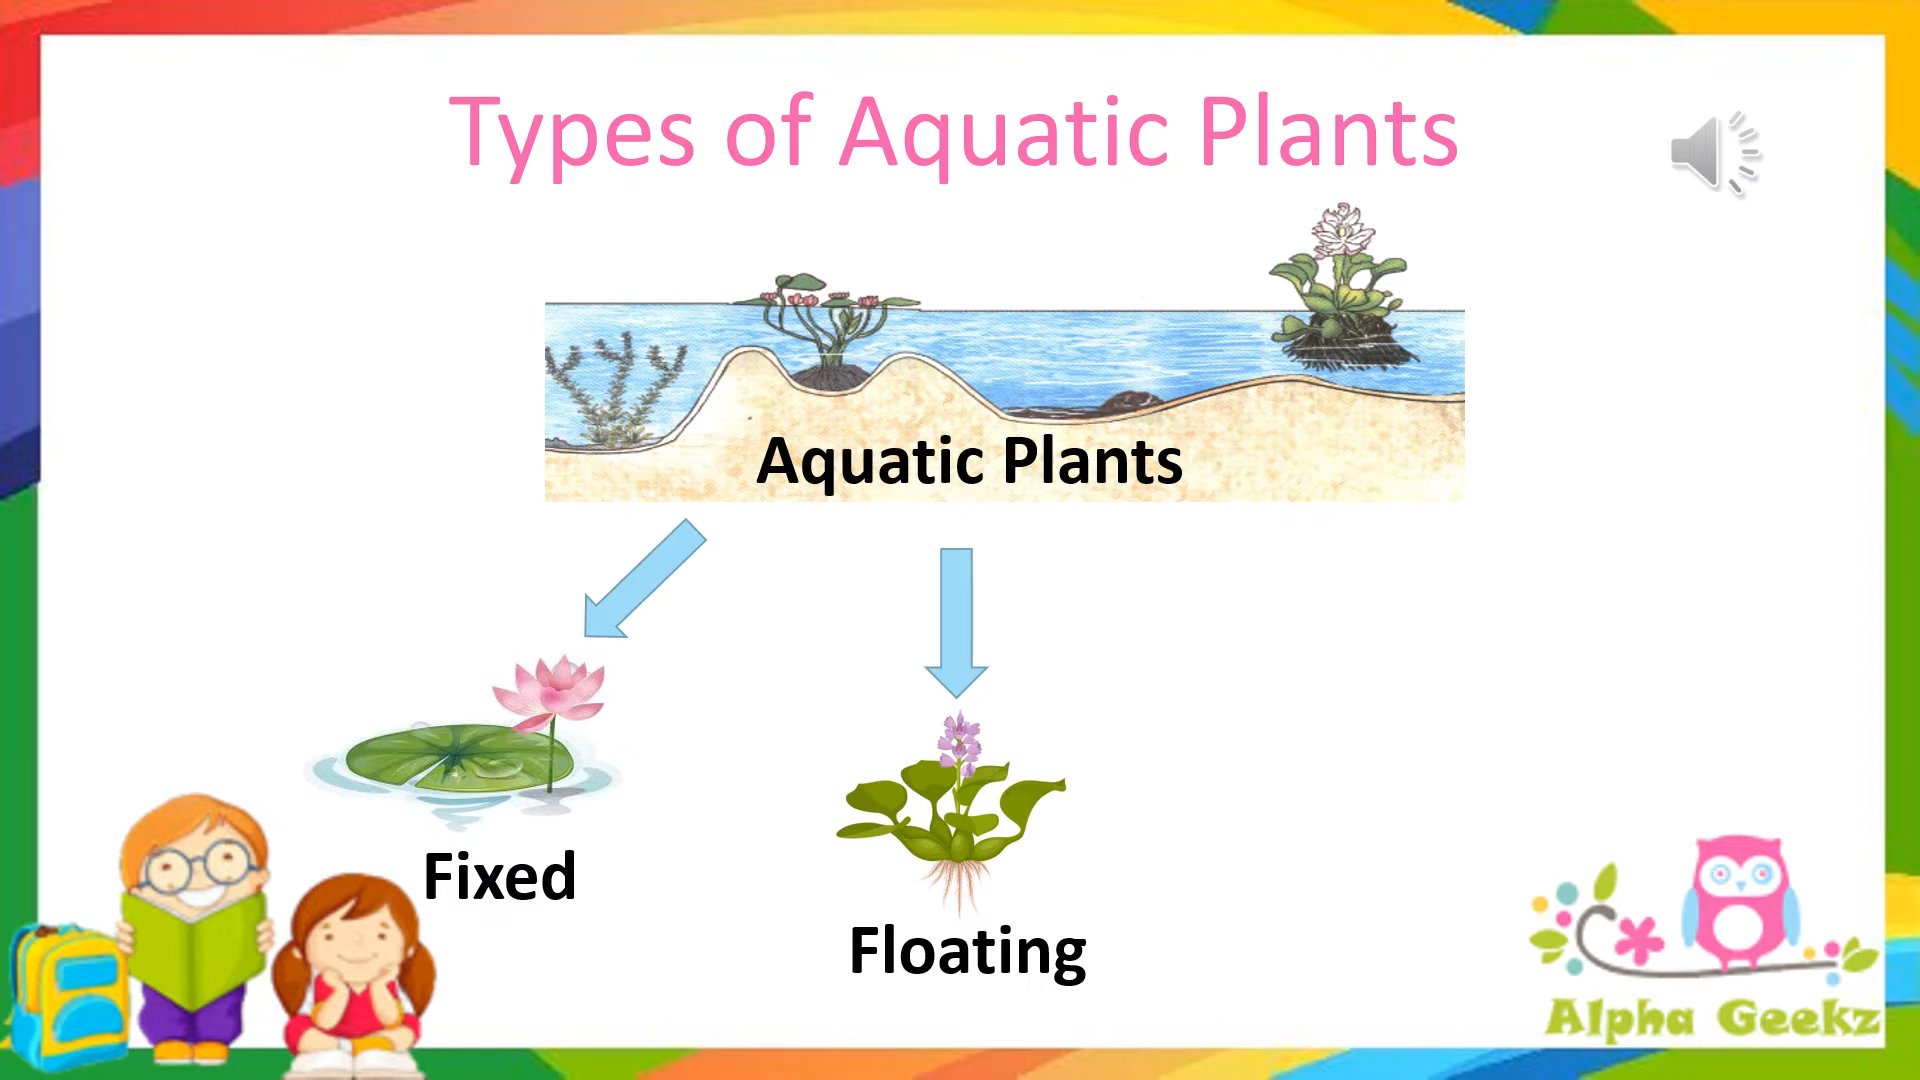 Types of Aquatic Plants
Aquatic Plants
Fixed
Floating
Alpha Geekz